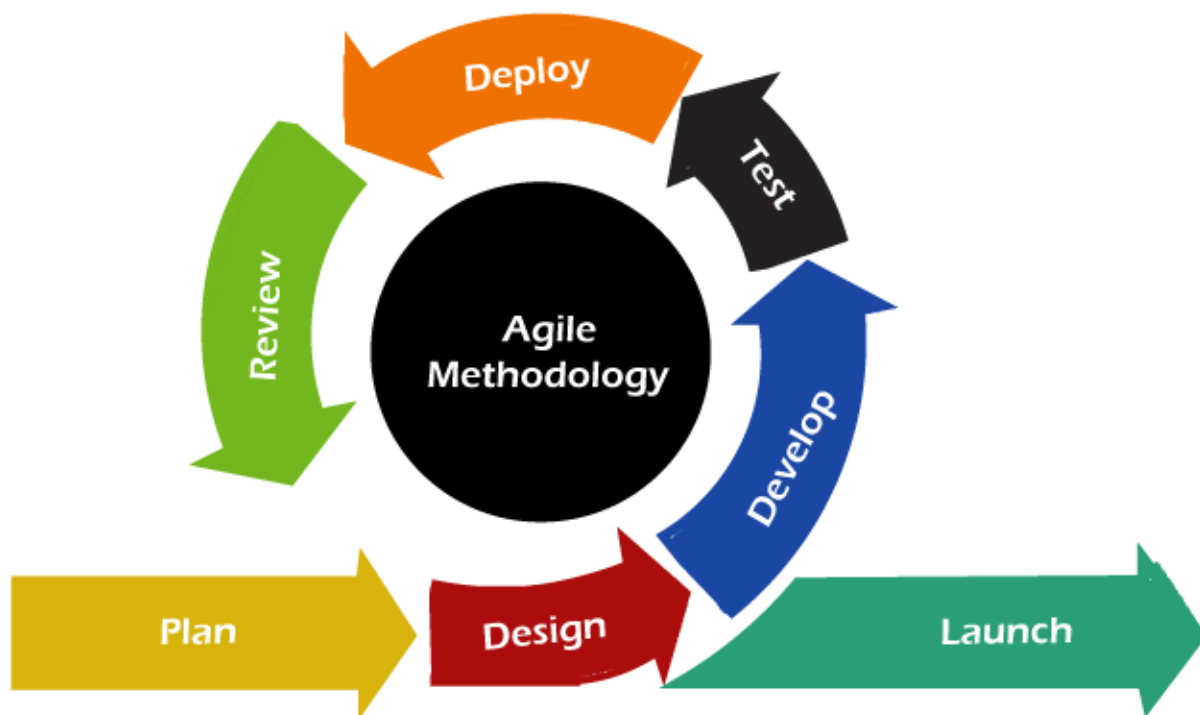 Deploy
Test
Review
Agile
Methodology
Develop
Plan
Design
Launch